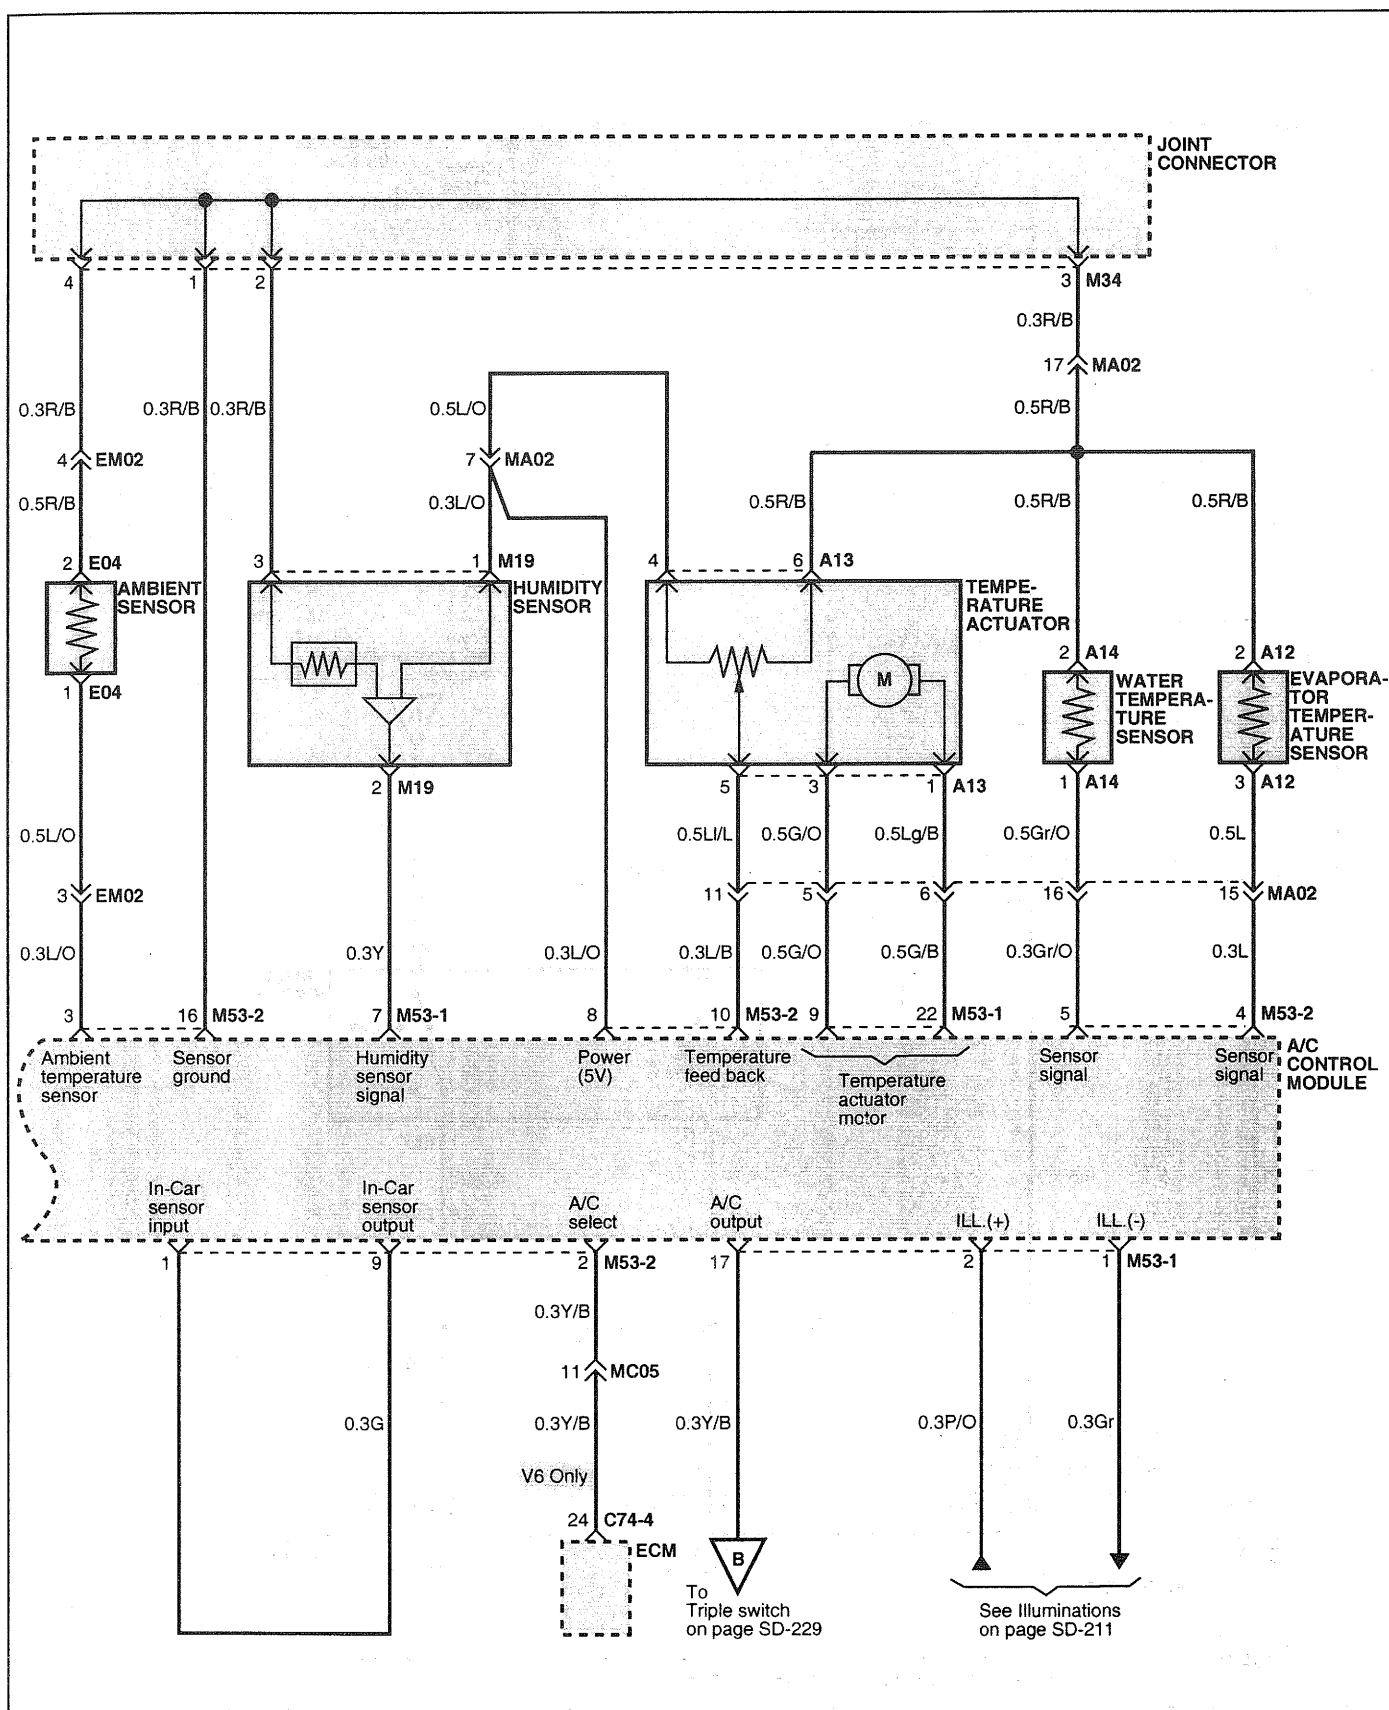 JOINT
CONNECTOR
4
1
2
3 M34
0.3R/B
17 MA02
0.3R/B
0.3R/B
0.3R/B
0.5L/O
0.5R/B
4 EM02
7 MA02
0.5R/B
0.3L/O
0.5R/B
0.5R/B
0.5R/B
2 E04
3
1 M19
4
6 A13
AMBIENT
SENSOR
HUMIDITY
SENSOR
TEMPE-
RATURE
ACTUATOR
M
2 A14
2 A12
WATER
TEMPERA-
TURE
SENSOR
EVAPORA-
TOR
TEMPER-
ATURE
SENSOR
1 E04
2 M19
5
3
1 A13
1 A14
3 A12
0.5L/O
0.5LI/L
0.5G/O
0.5Lg/B
0.5Gr/O
0.5L
3 EM02
11
5
6
16
15 MA02
0.3L/O
0.3Y
0.3L/O
0.3L/B
0.5G/O
0.5G/B
0.3Gr/O
0.3L
3
16 M53-2
7 M53-1
8
10 M53-2
9
22 M53-1
5
4 M53-2
Ambient
temperature
sensor
Sensor
ground
Humidity
sensor
signal
Power
(5V)
Temperature
feed back
Temperature
actuator
motor
Sensor
signal
Sensor
signal
A/C
CONTROL
MODULE
In-Car
sensor
input
In-Car
sensor
output
A/C
select
A/C
output
ILL.(+)
ILL.(-)
1
9
2 M53-2
17
2
1 M53-1
0.3Y/B
11 MC05
0.3G
0.3Y/B
0.3Y/B
0.3P/O
0.3Gr
V6 Only
24 C74-4
ECM
B
To
Triple switch
on page SD-229
See Illuminations
on page SD-211